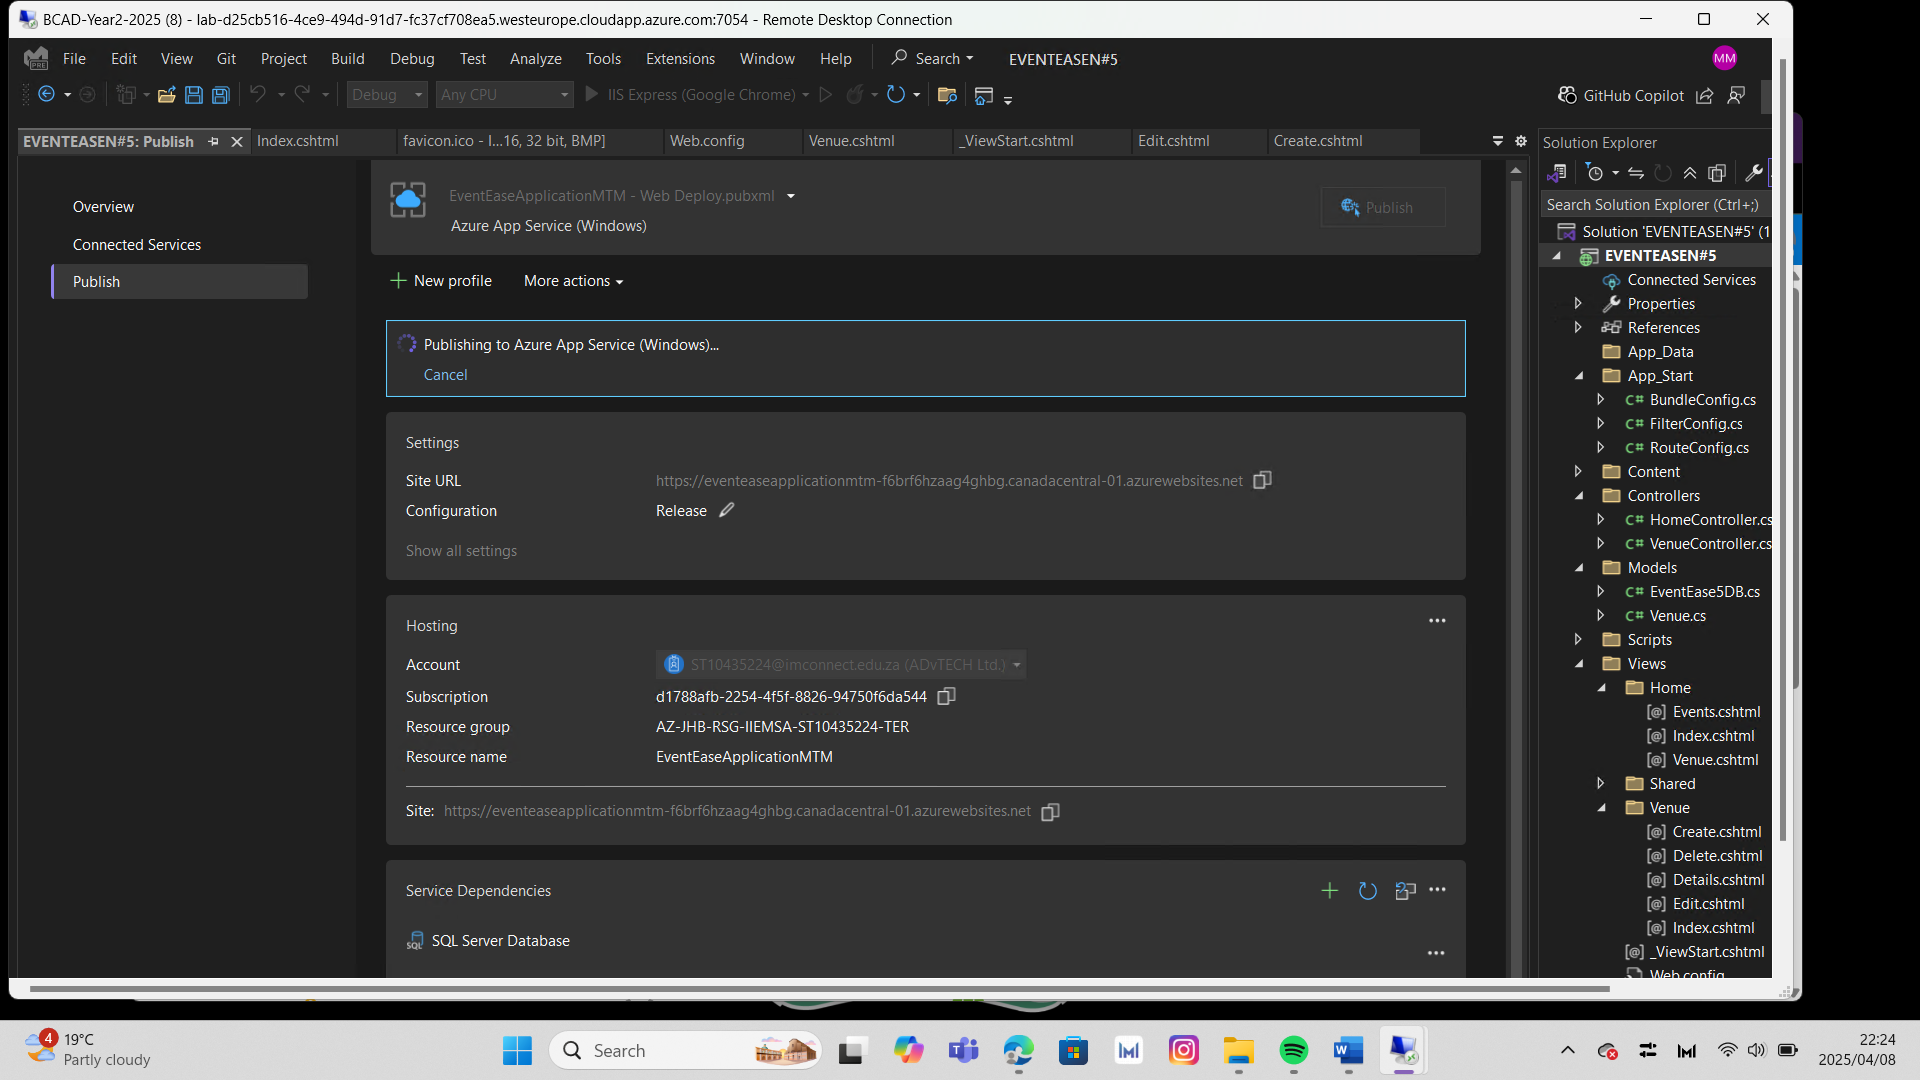 BCAD-Year2-2025 (8) - lab-d25cb516-4ce9-494d-91d7-fc37cf708ea5.westeurope.cloudapp.azure.com:7054 - Remote Desktop Connection
File Edit View Git Project Build Debug Test Analyze Tools Extensions Window Help Search EVENTEASEN#5 MM
Debug Any CPU IIS Express (Google Chrome) GitHub Copilot
EVENTEASEN#5: Publish Index.cshtml favicon.ico - I...16, 32 bit, BMP] Web.config Venue.cshtml _ViewStart.cshtml Edit.cshtml Create.cshtml
Overview
Connected Services
Publish
EventEaseApplicationMTM - Web Deploy.pubxml
Azure App Service (Windows)
Publish
New profile More actions
Publishing to Azure App Service (Windows)...
Cancel
Settings
Site URL https://eventeaseapplicationmtm-f6brf6hzaag4ghbg.canadacentral-01.azurewebsites.net
Configuration Release
Show all settings
Hosting
Account ST10435224@imconnect.edu.za (ADvTECH Ltd.)
Subscription d1788afb-2254-4f5f-8826-94750f6da544
Resource group AZ-JHB-RSG-IIEMSA-ST10435224-TER
Resource name EventEaseApplicationMTM
Site: https://eventeaseapplicationmtm-f6brf6hzaag4ghbg.canadacentral-01.azurewebsites.net
Service Dependencies
SQL SQL Server Database
Solution Explorer
Search Solution Explorer (Ctrl+;)
Solution 'EVENTEASEN#5' (1
EVENTEASEN#5
Connected Services
Properties
References
App_Data
App_Start
C# BundleConfig.cs
C# FilterConfig.cs
C# RouteConfig.cs
Content
Controllers
C# HomeController.cs
C# VenueController.cs
Models
C# EventEase5DB.cs
C# Venue.cs
Scripts
Views
Home
[@] Events.cshtml
[@] Index.cshtml
[@] Venue.cshtml
Shared
Venue
[@] Create.cshtml
[@] Delete.cshtml
[@] Details.cshtml
[@] Edit.cshtml
[@] Index.cshtml
[@] _ViewStart.cshtml
Web.config
4 19°C
Partly cloudy
Search
22:24
2025/04/08